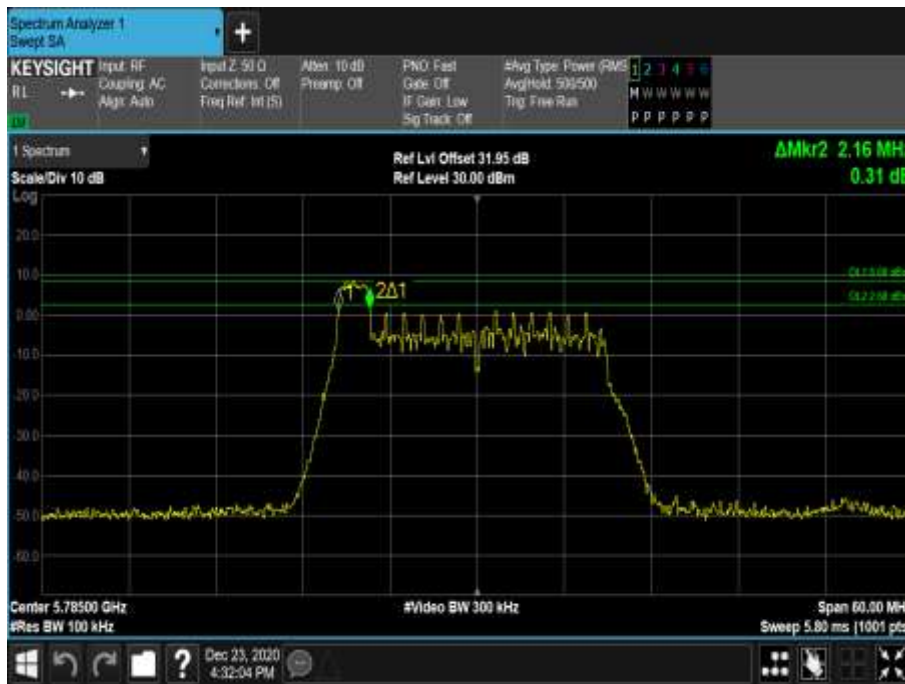 Spectrum Analyzer 1
Swept SA
+
KEYSIGHT
Input: RF
Coupling: AC
Align: Auto
Input Z: 50 Ω
Corrections: Off
Freq Ref: Int (S)
Atten: 10 dB
Preamp: Off
PNO: Fast
Gate: Off
IF Gain: Low
Sig Track: Off
#Avg Type: Power (RMS
Avg|Hold: 500/500
Trig: Free Run
1 2 3 4 5 6
M W W W W W
P P P P P P
1 Spectrum
Scale/Div 10 dB
Log
Ref Lvl Offset 31.95 dB
Ref Level 30.00 dBm
ΔMkr2 2.16 MH
0.31 dB
20.0
10.0
0.00
-10.0
-20.0
-30.0
-40.0
-50.0
-60.0
1
2Δ1
Center 5.78500 GHz
#Res BW 100 kHz
#Video BW 300 kHz
Span 60.00 MH
Sweep 5.80 ms (1001 pts
?
Dec 23, 2020
4:32:04 PM